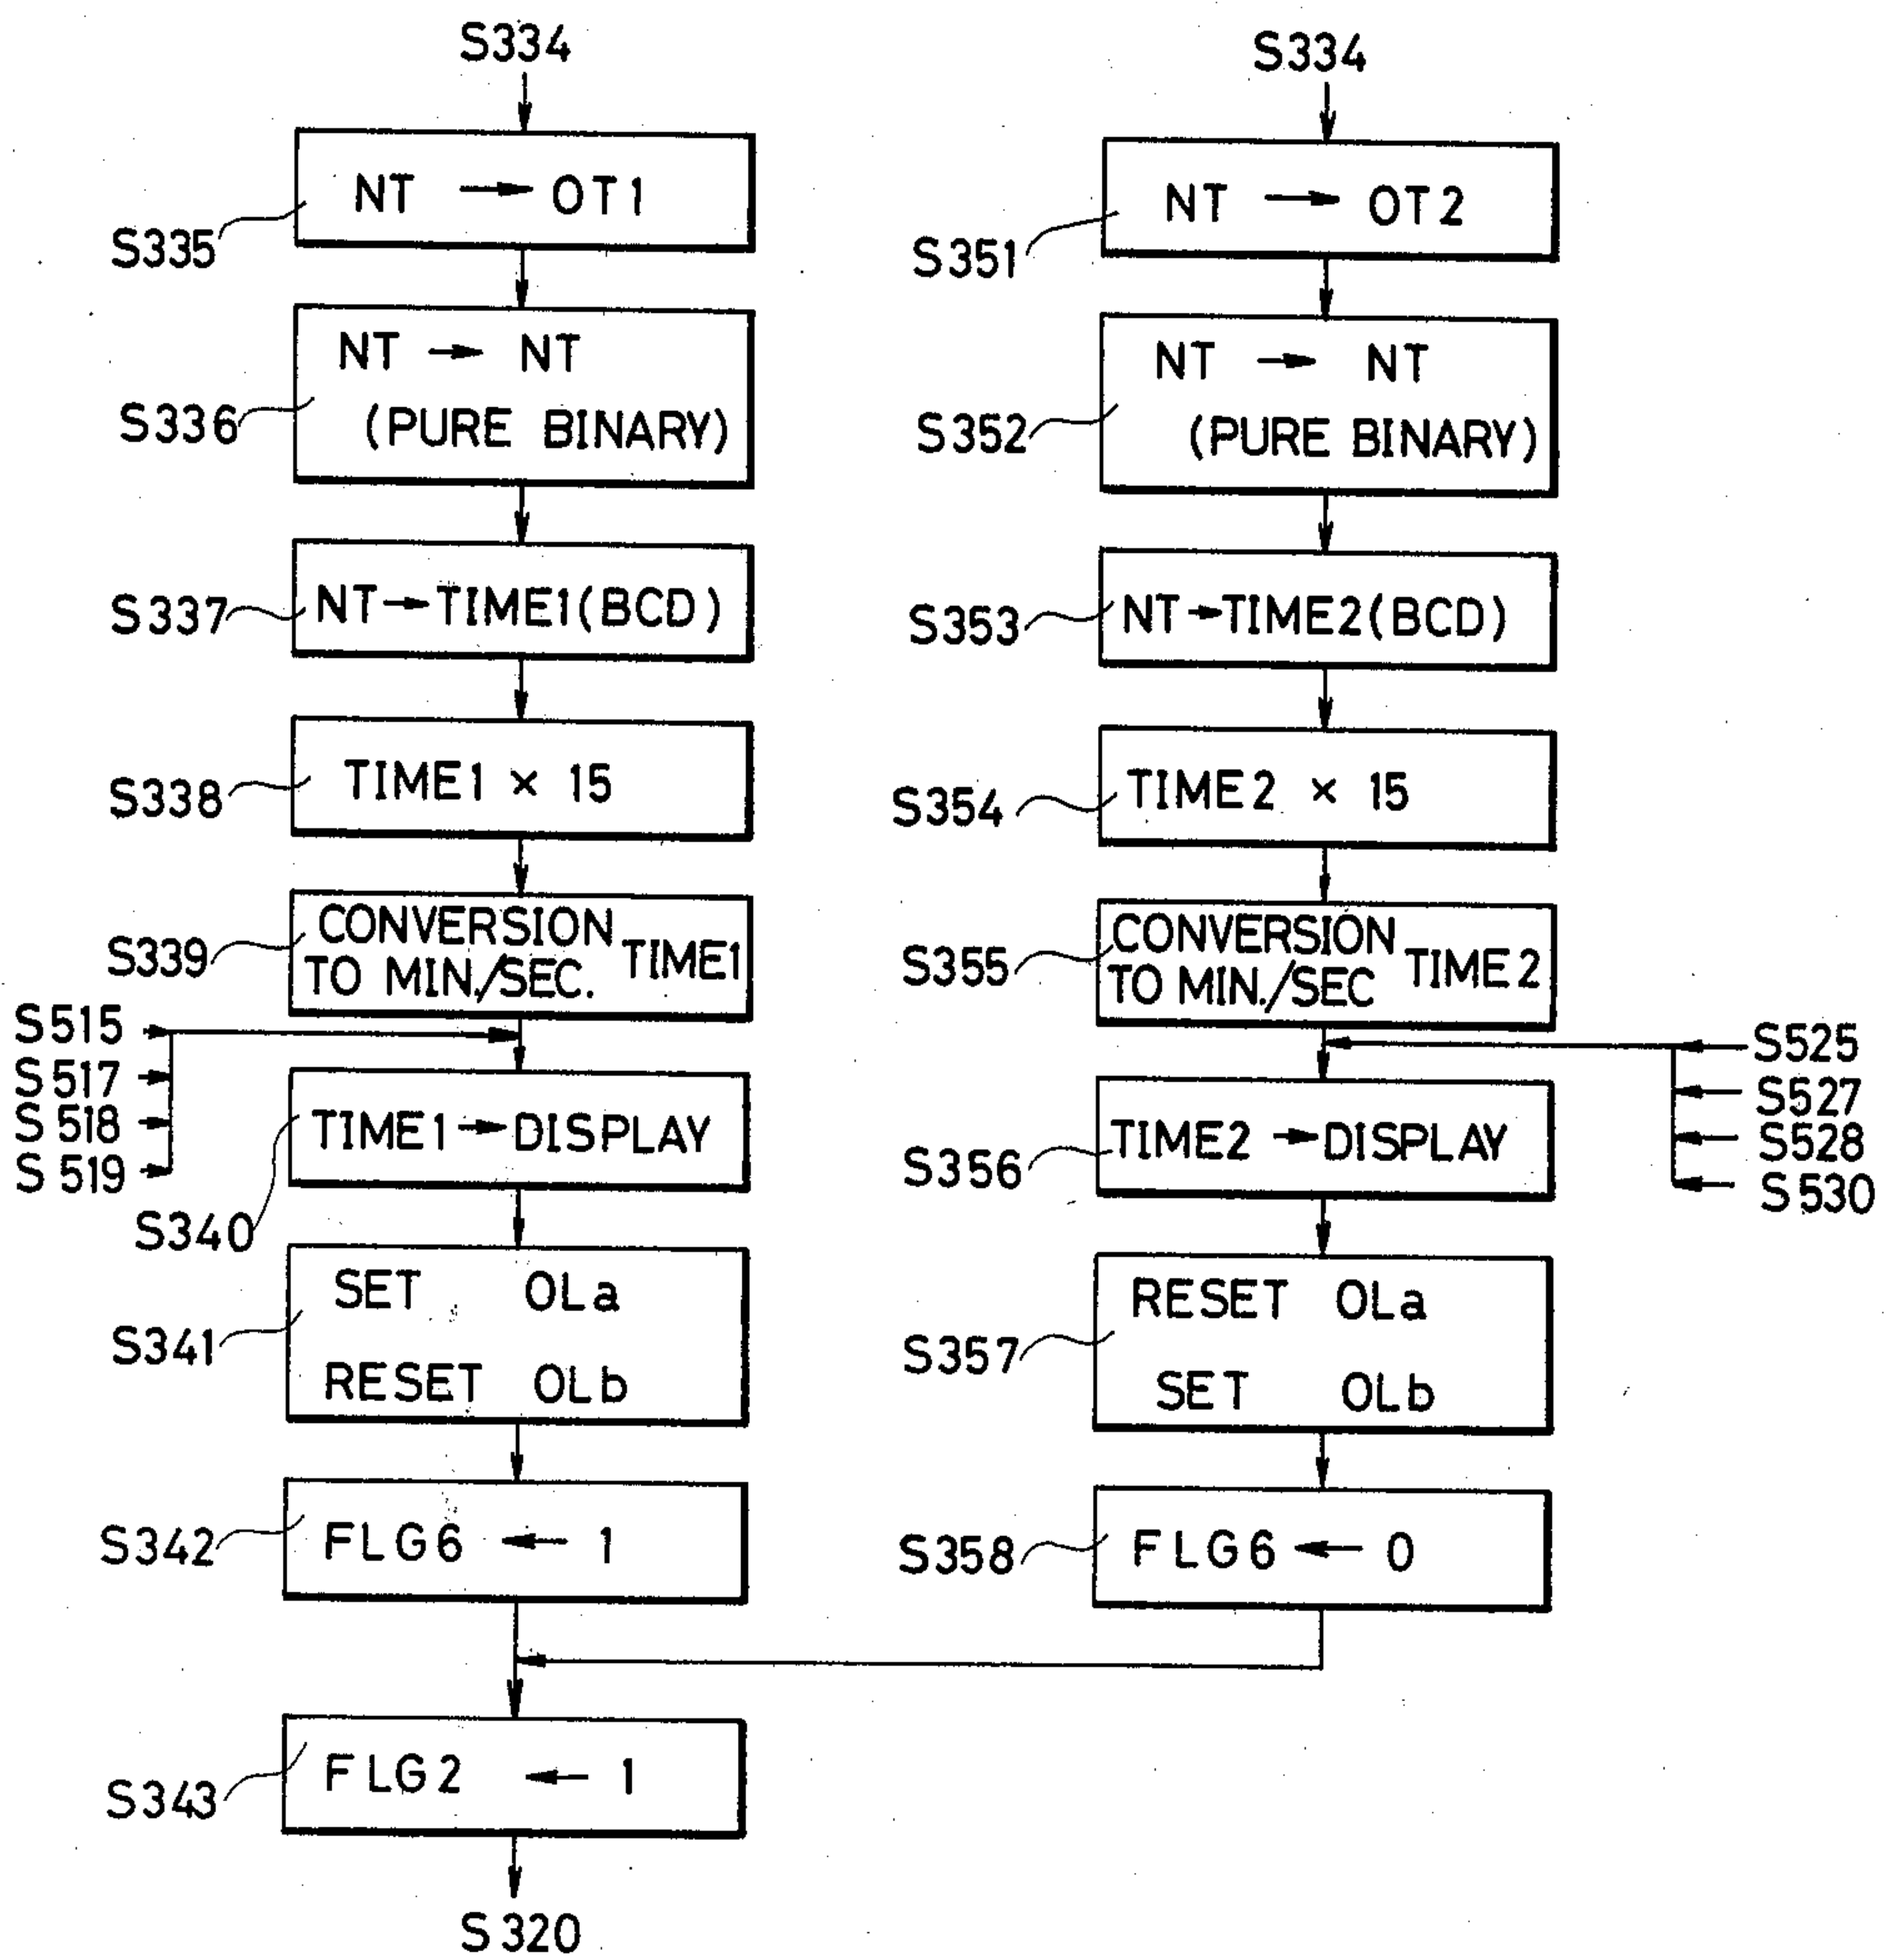 S334
NT → OT1
S335
NT → NT
(PURE BINARY)
S336
NT→TIME1(BCD)
S337
TIME1 × 15
S338
CONVERSION
TO MIN./SEC. TIME1
S339
S515
S517
S518
S519
TIME1→DISPLAY
S340
SET OLa
RESET OLb
S341
FLG6 ← 1
S342
FLG2 ← 1
S343
S320
S334
NT → OT2
S351
NT → NT
(PURE BINARY)
S352
NT→TIME2(BCD)
S353
TIME2 × 15
S354
CONVERSION
TO MIN./SEC TIME2
S355
S525
S527
S528
S530
TIME2 →DISPLAY
S356
RESET OLa
SET OLb
S357
FLG6 ← 0
S358